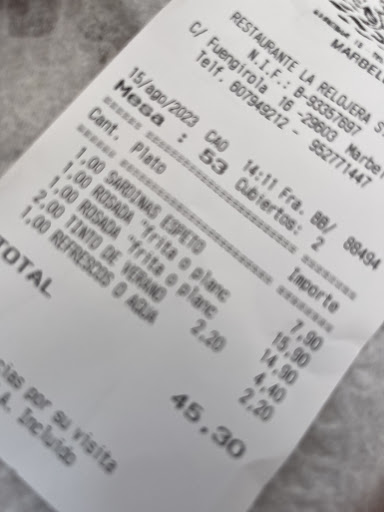 MARBEL
RESTAURANTE LA RELOJERA S
N.I.F.: B-93357697
C/ Fuengirola 16 -29603 Marbe
Telf. 607949212 - 952771447
15/ago/2023 CAO 14:11 Fra. 88/ 88494
Mesa : 53 Cubiertos: 2
Cant. plato Importe
1,00 SARDINAS ESPETO 7,90
1,00 ROSADA "frita o planc 15,90
1,00 ROSADA "frita o planc 14,90
2,00 TINTO DE VERANO 2,20 4,40
1,00 REFRESCOS O AGUA 2,20
TOTAL 45,30
cias por su visita
A. Incluido